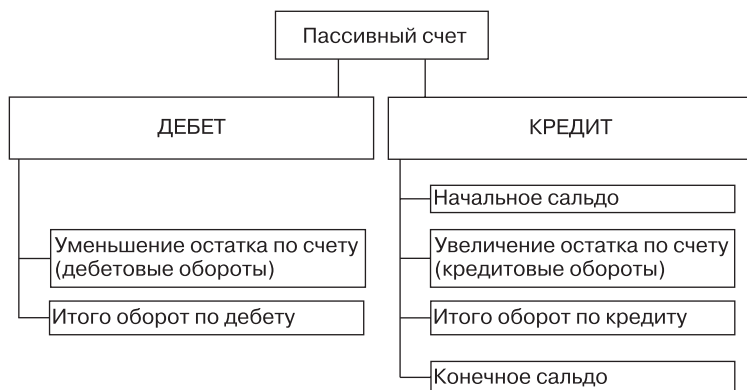 Пассивный счет
ДЕБЕТ
КРЕДИТ
Начальное сальдо
Уменьшение остатка по счету
(дебетовые обороты)
Увеличение остатка по счету
(кредитовые обороты)
Итого оборот по дебету
Итого оборот по кредиту
Конечное сальдо